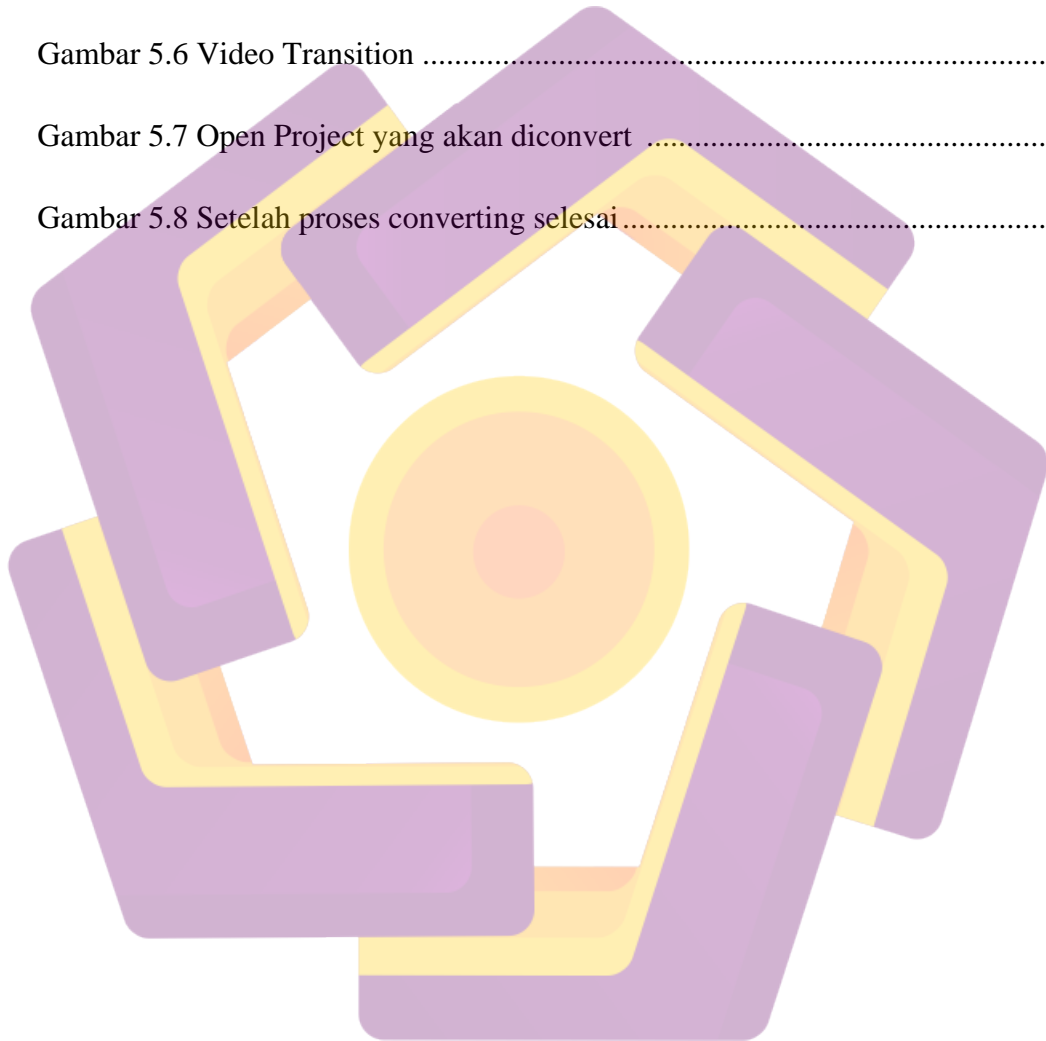 Gambar 5.6 Video Transition ..................................................................................
Gambar 5.7 Open Project yang akan diconvert ....................................................
Gambar 5.8 Setelah proses converting selesai.......................................................